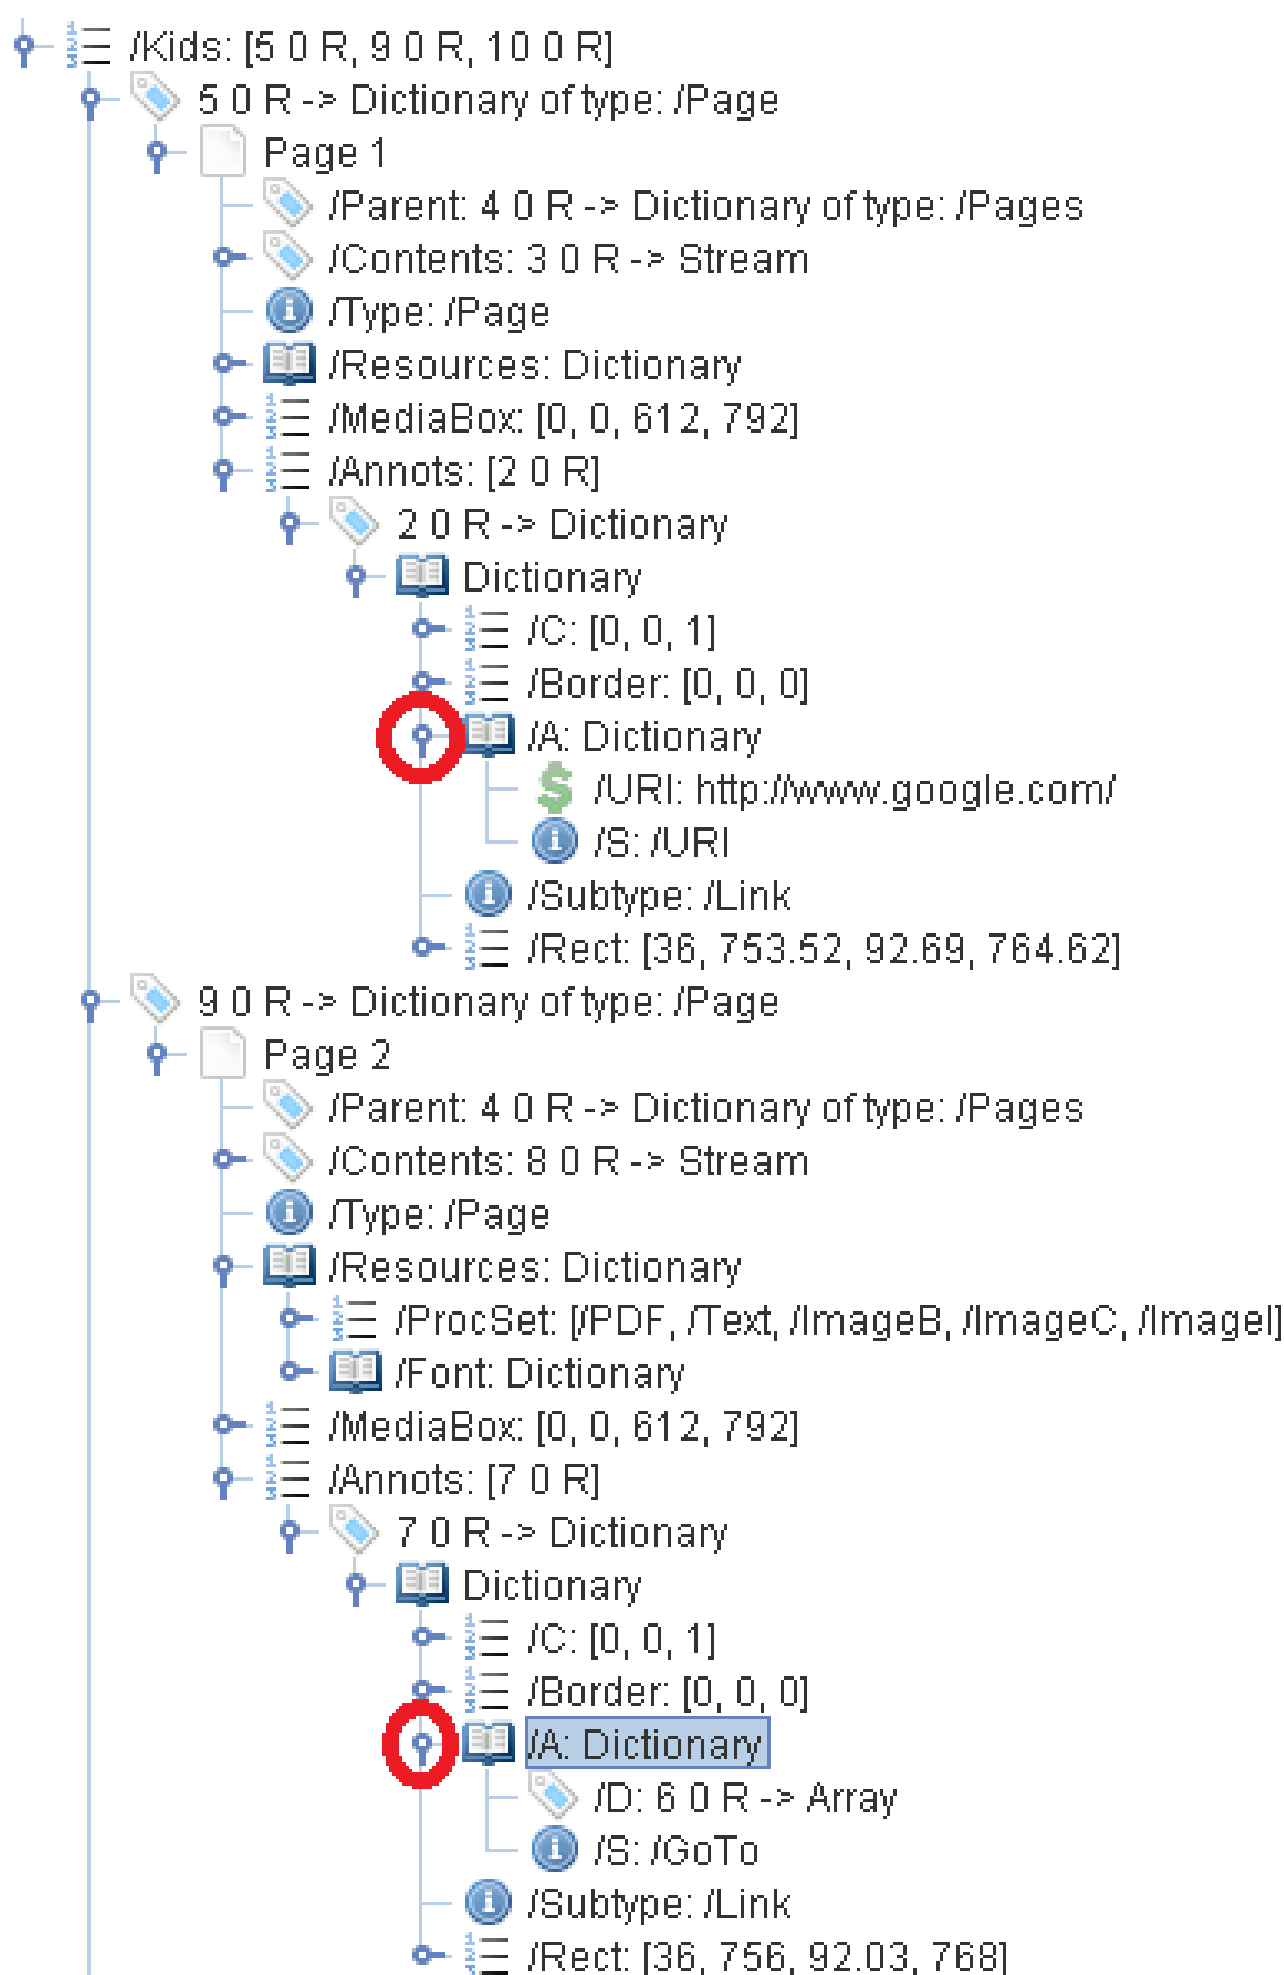 /Kids: [5 0 R, 9 0 R, 10 0 R]
5 0 R -> Dictionary of type: /Page
Page 1
/Parent: 4 0 R -> Dictionary of type: /Pages
/Contents: 3 0 R -> Stream
/Type: /Page
/Resources: Dictionary
/MediaBox: [0, 0, 612, 792]
/Annots: [2 0 R]
2 0 R -> Dictionary
Dictionary
/C: [0, 0, 1]
/Border: [0, 0, 0]
/A: Dictionary
/URI: http://www.google.com/
/S: /URI
/Subtype: /Link
/Rect: [36, 753.52, 92.69, 764.62]
9 0 R -> Dictionary of type: /Page
Page 2
/Parent: 4 0 R -> Dictionary of type: /Pages
/Contents: 8 0 R -> Stream
/Type: /Page
/Resources: Dictionary
/ProcSet: [/PDF, /Text, /ImageB, /ImageC, /ImageI]
/Font: Dictionary
/MediaBox: [0, 0, 612, 792]
/Annots: [7 0 R]
7 0 R -> Dictionary
Dictionary
/C: [0, 0, 1]
/Border: [0, 0, 0]
/A: Dictionary
/D: 6 0 R -> Array
/S: /GoTo
/Subtype: /Link
/Rect: [36, 756, 92.03, 768]